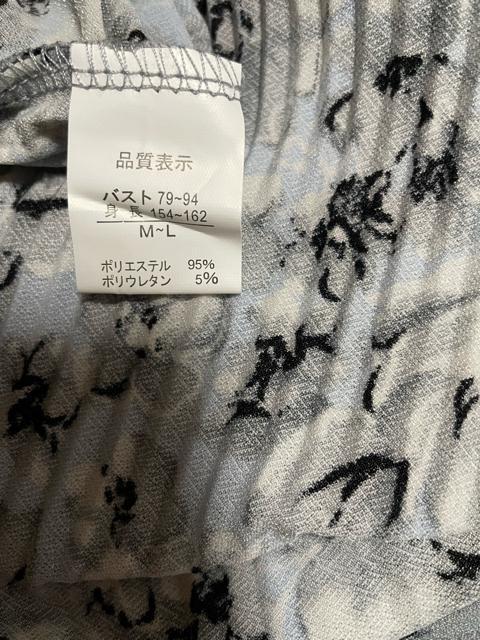 品質表示
バスト 79~94
身 長 154~162
M~L
ポリエステル 95%
ポリウレタン 5%